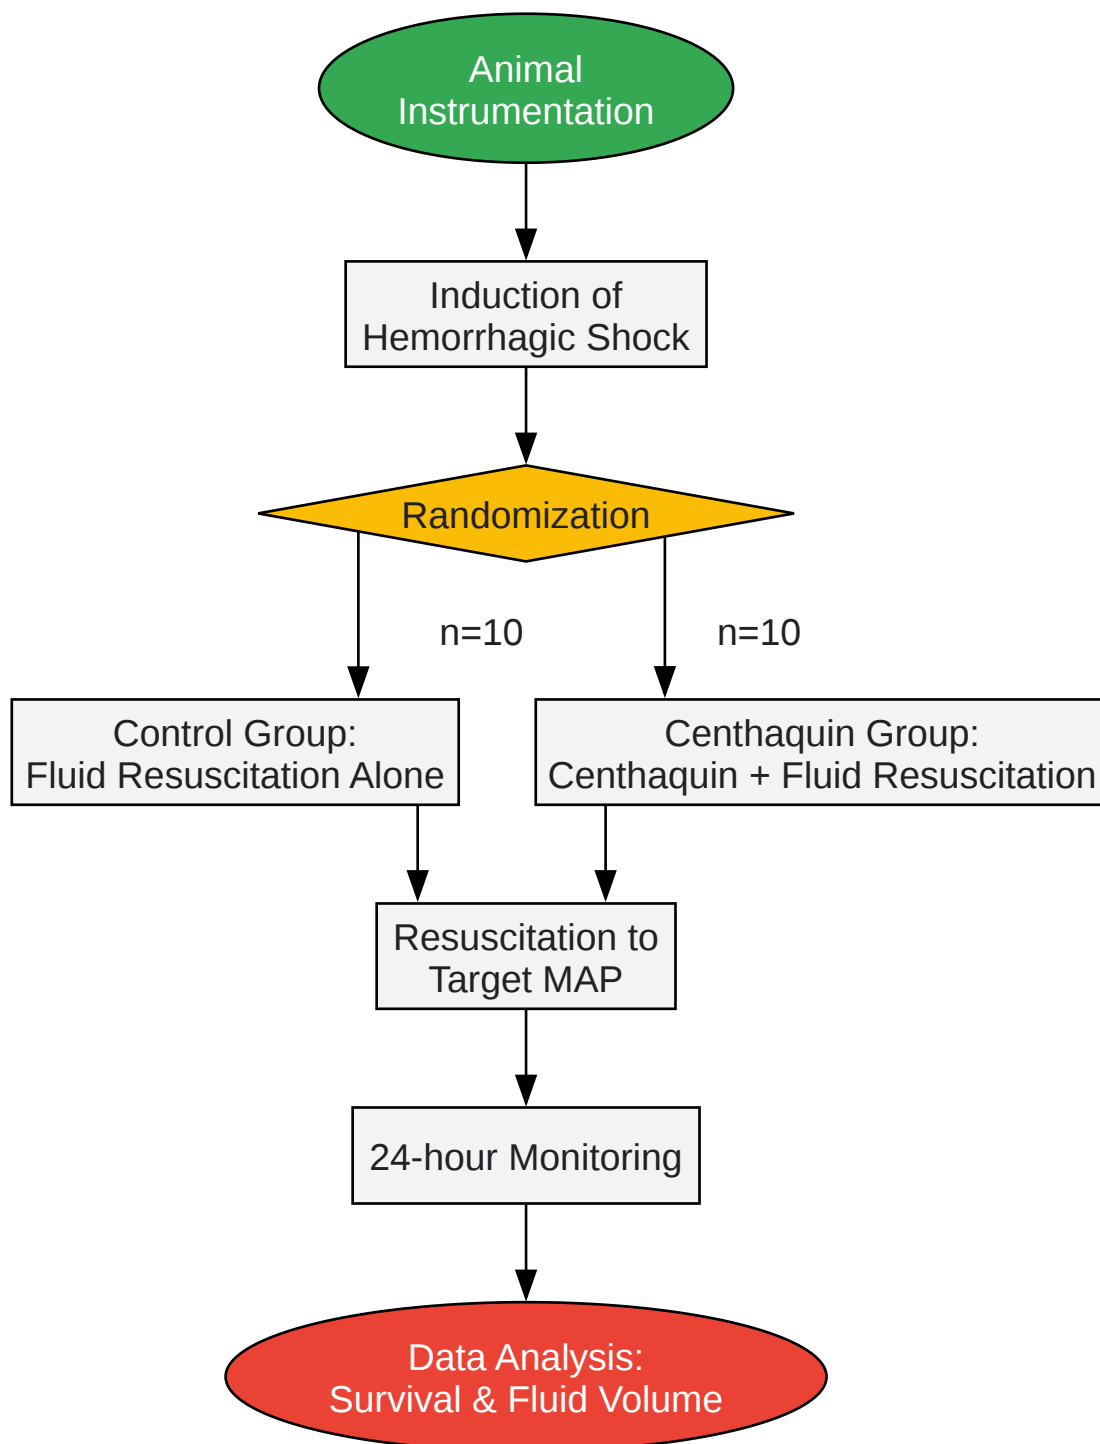 Animal
Instrumentation
Induction of
Hemorrhagic Shock
Randomization
n=10
n=10
Control Group:
Fluid Resuscitation Alone
Centhaquin Group:
Centhaquin + Fluid Resuscitation
Resuscitation to
Target MAP
24-hour Monitoring
Data Analysis:
Survival & Fluid Volume